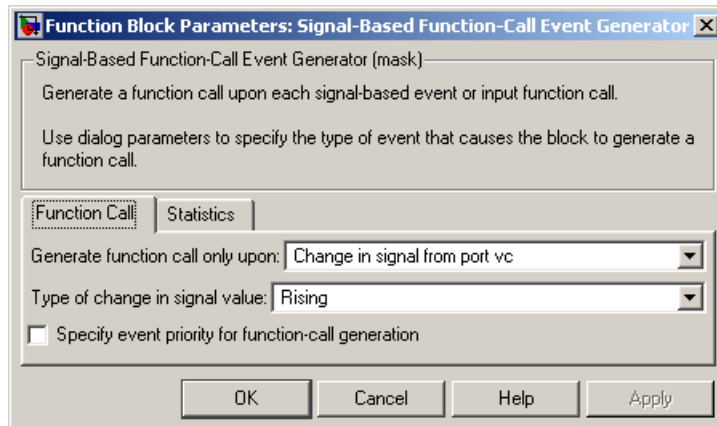 Function Block Parameters: Signal-Based Function-Call Event Generator
Signal-Based Function-Call Event Generator (mask)
Generate a function call upon each signal-based event or input function call.
Use dialog parameters to specify the type of event that causes the block to generate a
function call.
Function Call Statistics
Generate function call only upon: Change in signal from port vc
Type of change in signal value: Rising
Specify event priority for function-call generation
OK Cancel Help Apply